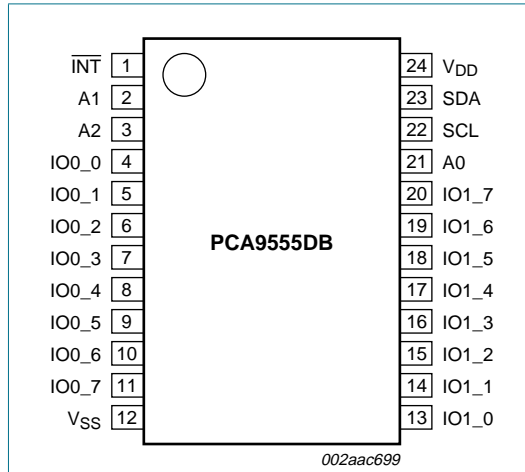 INT 1 24 VDD
A1 2 23 SDA
A2 3 22 SCL
IO0_0 4 21 A0
IO0_1 5 20 IO1_7
IO0_2 6 19 IO1_6
PCA9555DB
IO0_3 7 18 IO1_5
IO0_4 8 17 IO1_4
IO0_5 9 16 IO1_3
IO0_6 10 15 IO1_2
IO0_7 11 14 IO1_1
VSS 12 13 IO1_0
002aac699